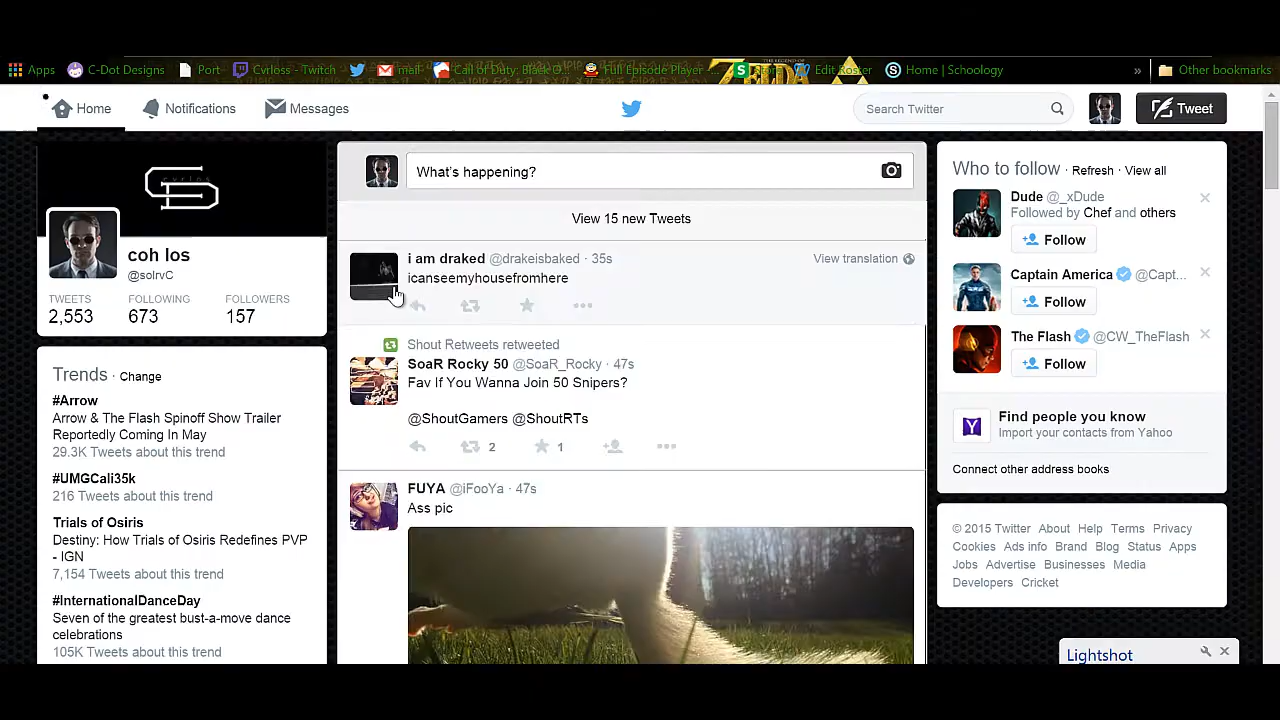 Apps
C-Dot Designs
Port
Cvrloss - Twitch
mail
Call of Duty: Black O...
Full Episode Player
ZELDA
Edit Roster
Home | Schoology
»
Other bookmarks
Home
Notifications
Messages
Search Twitter
Tweet
coh los
@solrvC
TWEETS FOLLOWING FOLLOWERS
2,553 673 157
Trends · Change
#Arrow
Arrow & The Flash Spinoff Show Trailer
Reportedly Coming In May
29.3K Tweets about this trend
#UMGCali35k
216 Tweets about this trend
Trials of Osiris
Destiny: How Trials of Osiris Redefines PVP
- IGN
7,154 Tweets about this trend
#InternationalDanceDay
Seven of the greatest bust-a-move dance
celebrations
105K Tweets about this trend
What's happening?
View 15 new Tweets
i am draked @drakeisbaked · 35s
View translation
icanseemyhousefromhere
Shout Retweets retweeted
SoaR Rocky 50 @SoaR_Rocky · 47s
Fav If You Wanna Join 50 Snipers?
@ShoutGamers @ShoutRTs
2 1
FUYA @iFooYa · 47s
Ass pic
Who to follow · Refresh · View all
Dude @_xDude
Followed by Chef and others
Follow
Captain America @Capt...
Follow
The Flash @CW_TheFlash
Follow
Find people you know
Import your contacts from Yahoo
Connect other address books
© 2015 Twitter About Help Terms Privacy
Cookies Ads info Brand Blog Status Apps
Jobs Advertise Businesses Media
Developers Cricket
Lightshot